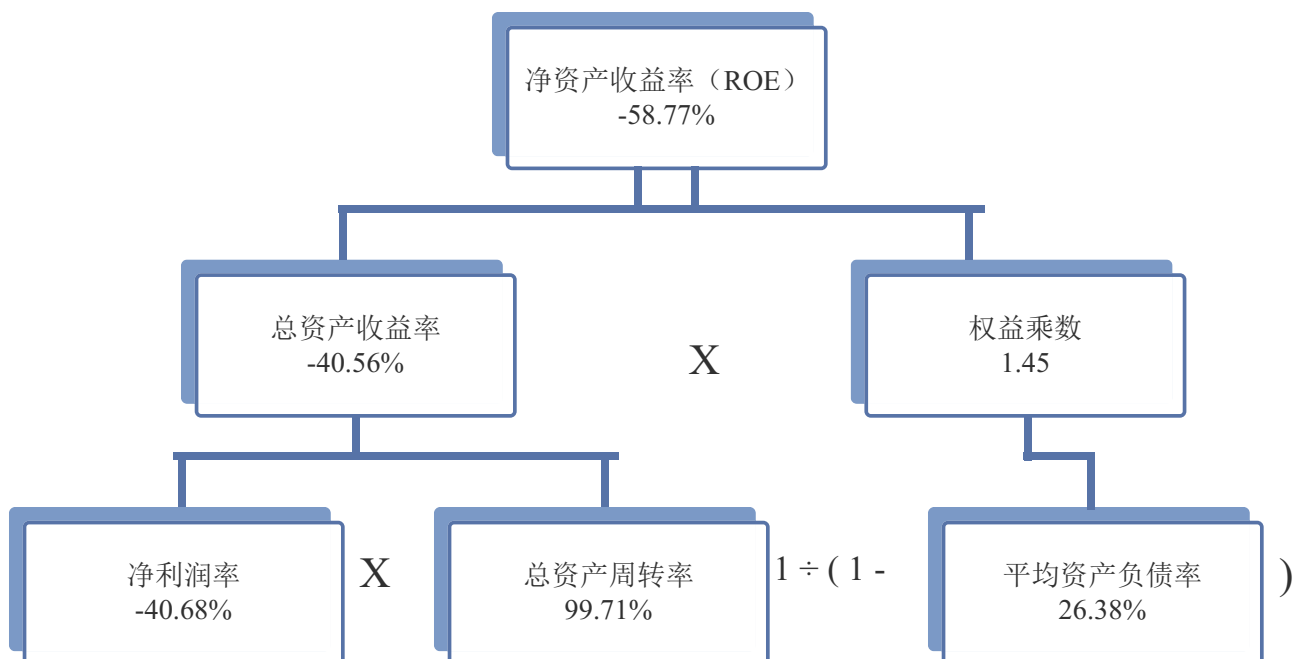 净资产收益率（ROE）
-58.77%
总资产收益率
-40.56%
X
权益乘数
1.45
净利润率
-40.68%
X
总资产周转率
99.71%
1 ÷ ( 1 -
平均资产负债率
26.38%
)